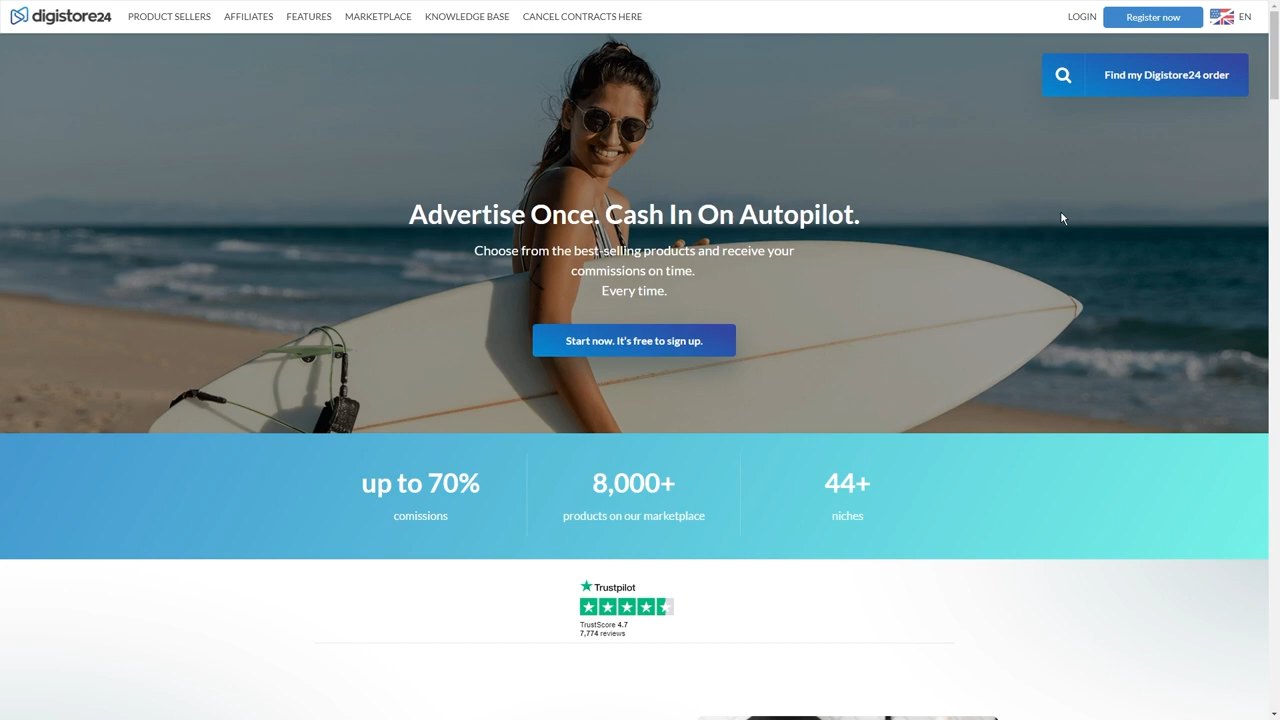 digistore24 PRODUCT SELLERS AFFILIATES FEATURES MARKETPLACE KNOWLEDGE BASE CANCEL CONTRACTS HERE LOGIN Register now EN
Find my Digistore24 order
Advertise Once. Cash In On Autopilot.
Choose from the best-selling products and receive your
commissions on time.
Every time.
Start now. It's free to sign up.
up to 70% 8,000+ 44+
comissions products on our marketplace niches
Trustpilot
TrustScore 4.7
7,774 reviews